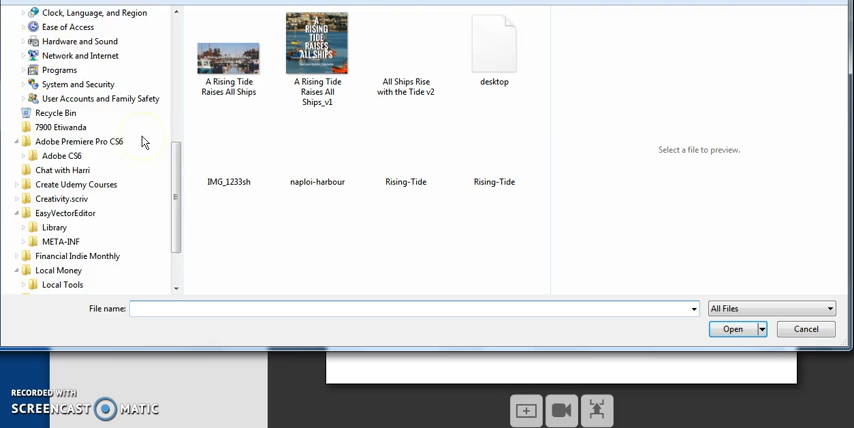 Clock, Language, and Region
Ease of Access
Hardware and Sound
Network and Internet
Programs
System and Security
User Accounts and Family Safety
Recycle Bin
7900 Etiwanda
Adobe Premiere Pro CS6
Adobe CS6
Chat with Harri
Create Udemy Courses
Creativity.scriv
EasyVectorEditor
Library
META-INF
Financial Indie Monthly
Local Money
Local Tools
A RISING TIDE RAISES ALL SHIPS
A Rising Tide
Raises All Ships
A Rising Tide
Raises All
Ships_v1
All Ships Rise
with the Tide v2
desktop
IMG_1233sh
naploi-harbour
Rising-Tide
Rising-Tide
Select a file to preview.
File name:
All Files
Open
Cancel
RECORDED WITH
SCREENCAST MATIC